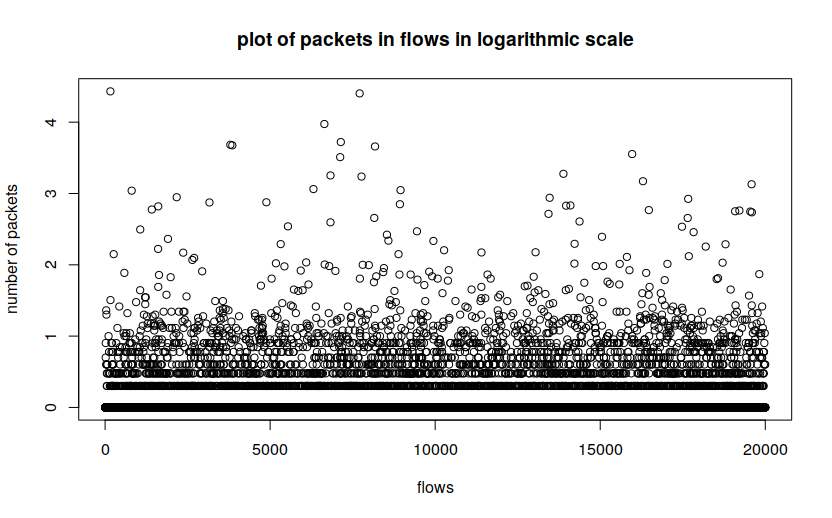 plot of packets in flows in logarithmic scale
number of packets
4
3
2
1
0
0 5000 10000 15000 20000
flows